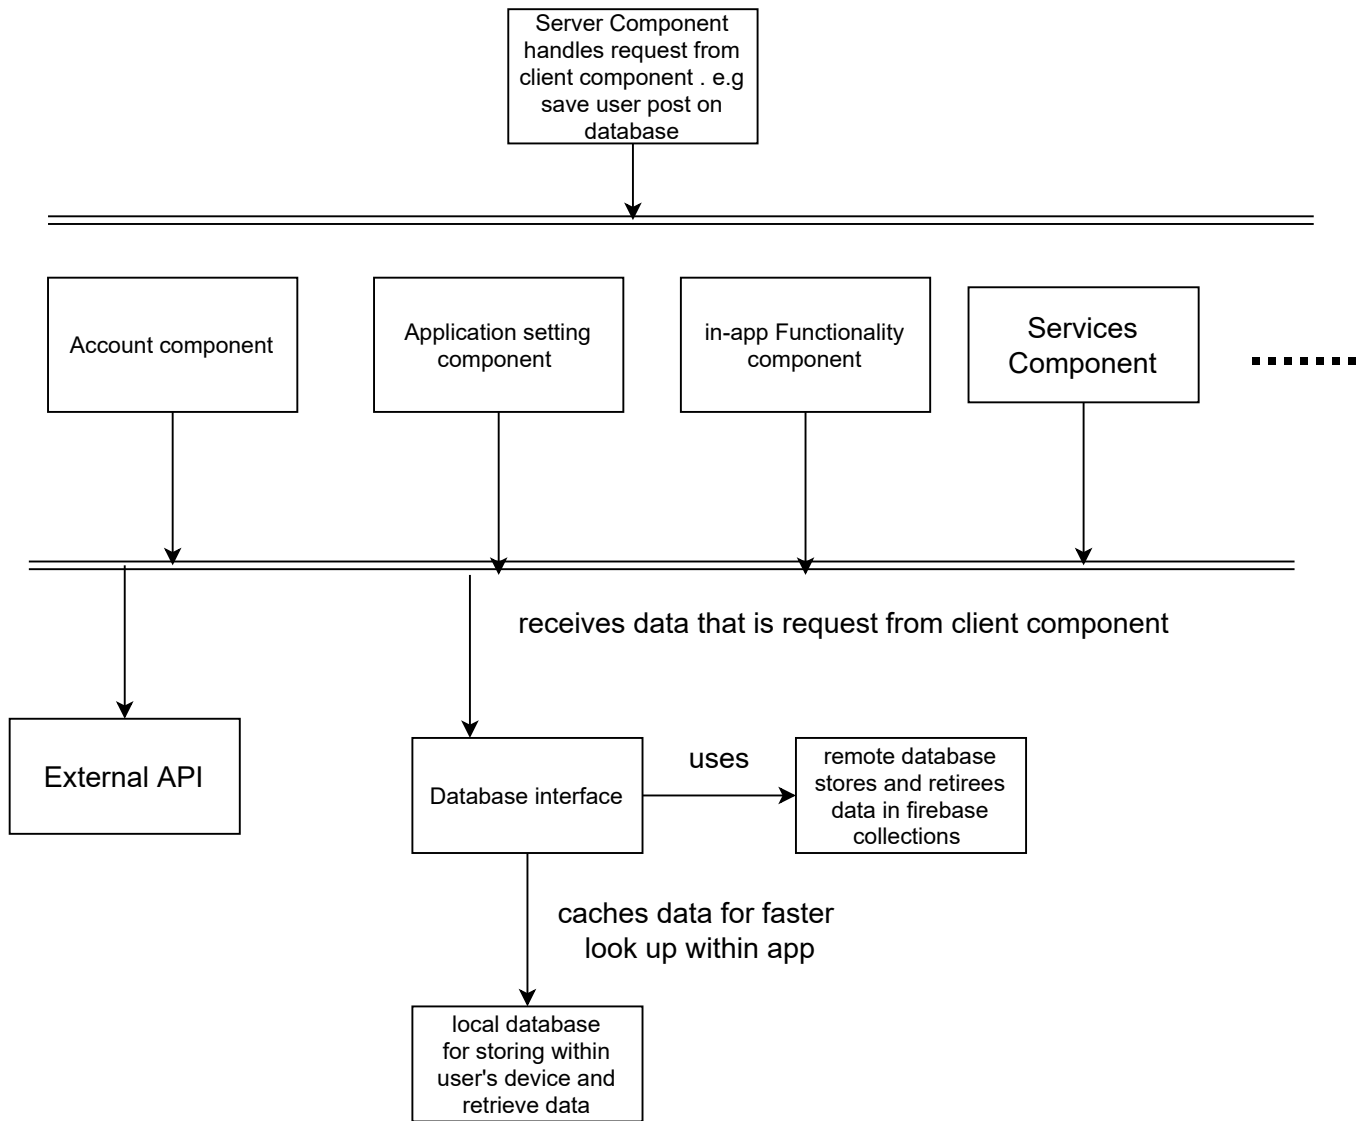 Server Component
handles request from
client component . e.g
save user post on
database
Account component
Application setting
component
in-app Functionality
component
Services
Component
receives data that is request from client component
External API
Database interface
uses
remote database
stores and retirees
data in firebase
collections
caches data for faster
look up within app
local database
for storing within
user's device and
retrieve data